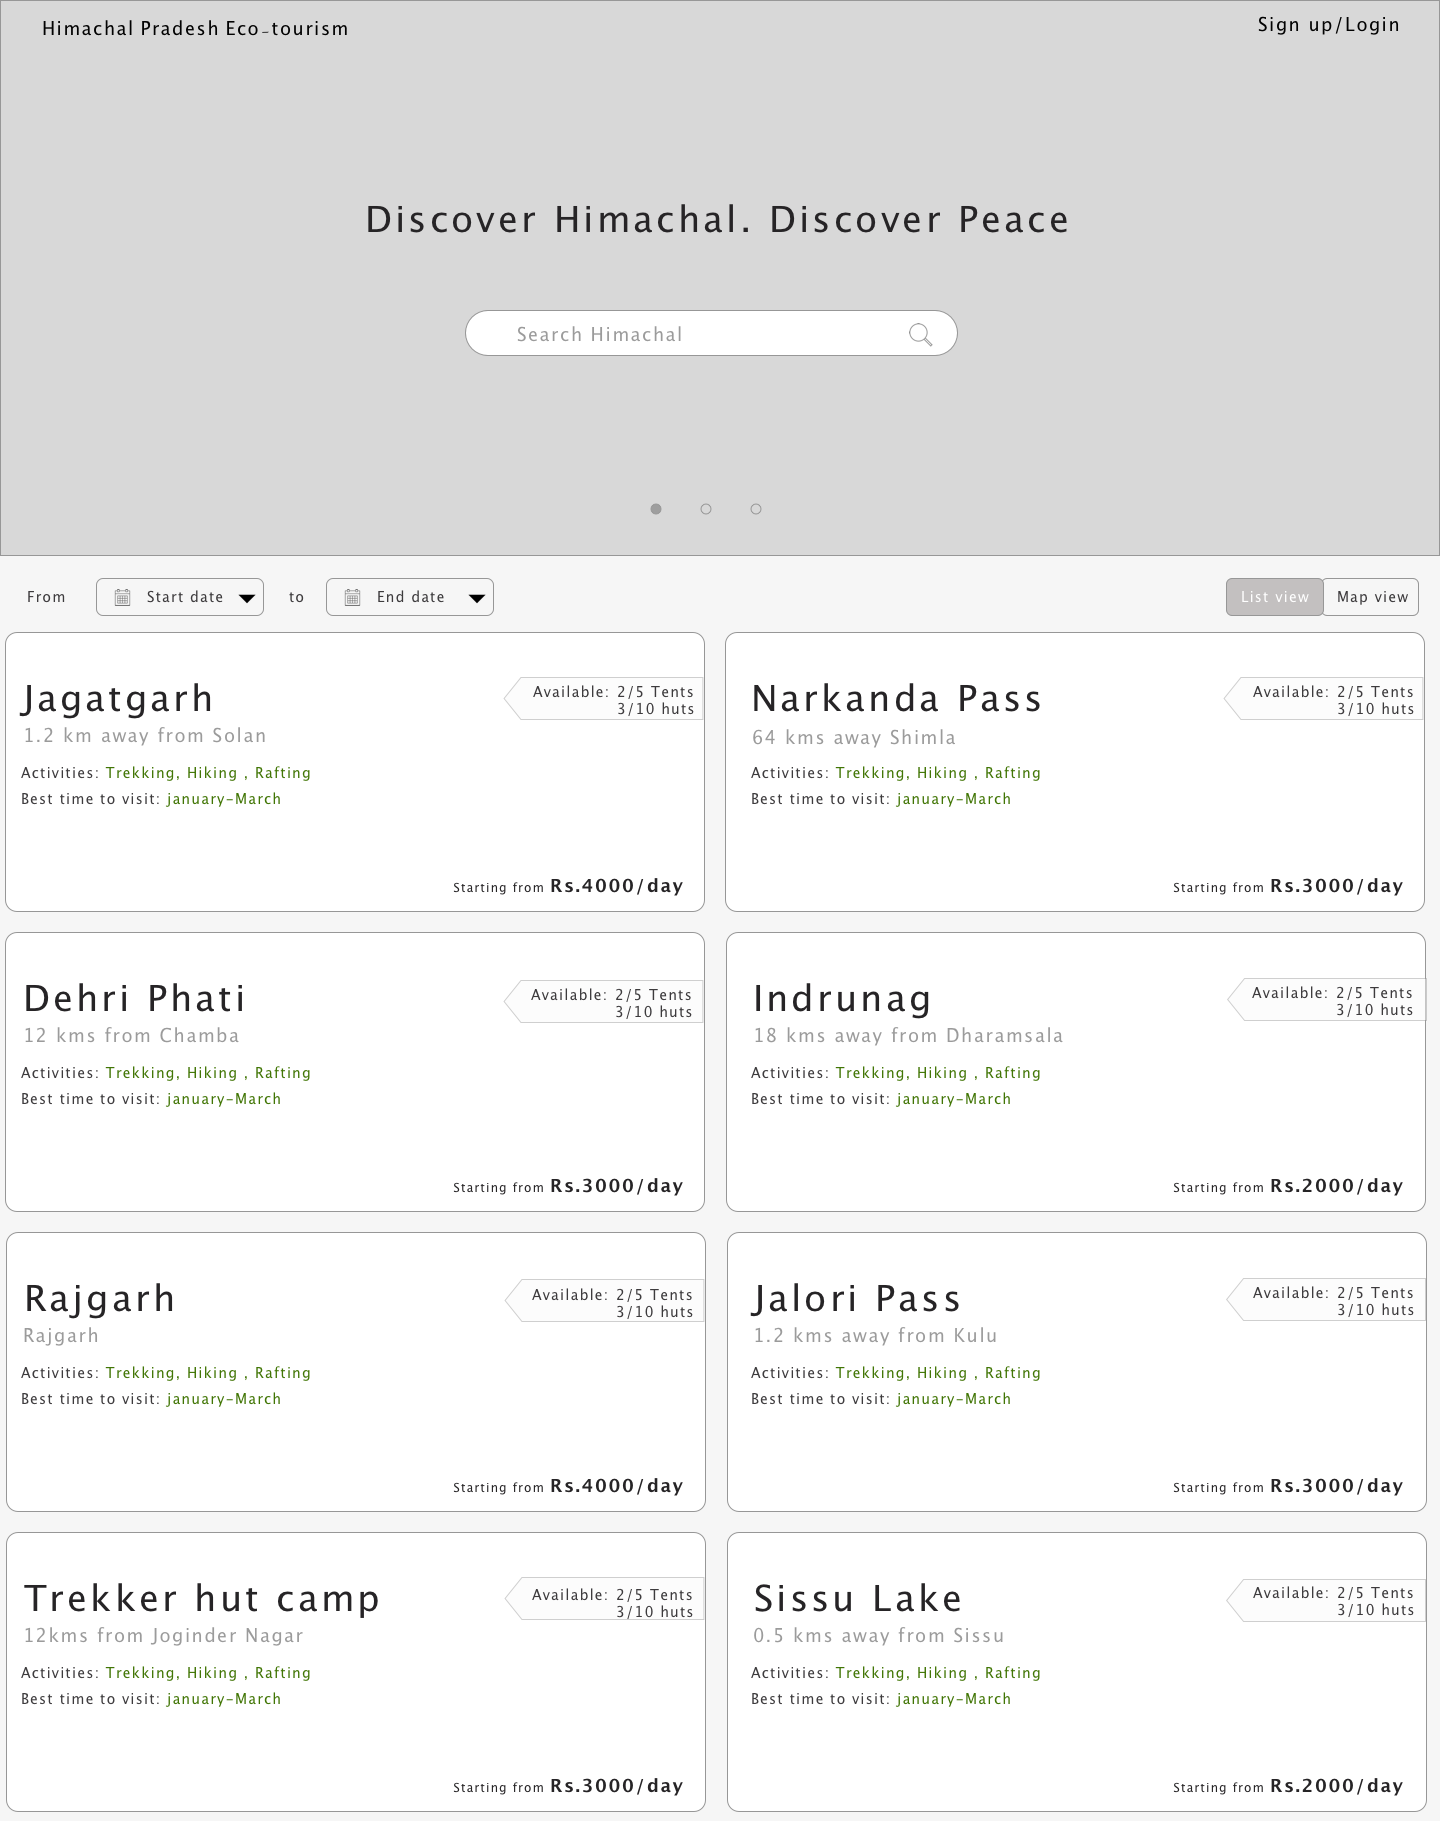 Himachal Pradesh Eco-tourism
Sign up/Login
Discover Himachal. Discover Peace
Search Himachal
From
Start date
to
End date
List view
Map view
Jagatgarh
Available: 2/5 Tents
3/10 huts
1.2 km away from Solan
Activities: Trekking, Hiking , Rafting
Best time to visit: january-March
Starting from Rs.4000/day
Narkanda Pass
Available: 2/5 Tents
3/10 huts
64 kms away Shimla
Activities: Trekking, Hiking , Rafting
Best time to visit: january-March
Starting from Rs.3000/day
Dehri Phati
Available: 2/5 Tents
3/10 huts
12 kms from Chamba
Activities: Trekking, Hiking , Rafting
Best time to visit: january-March
Starting from Rs.3000/day
Indrunag
Available: 2/5 Tents
3/10 huts
18 kms away from Dharamsala
Activities: Trekking, Hiking , Rafting
Best time to visit: january-March
Starting from Rs.2000/day
Rajgarh
Available: 2/5 Tents
3/10 huts
Rajgarh
Activities: Trekking, Hiking , Rafting
Best time to visit: january-March
Starting from Rs.4000/day
Jalori Pass
Available: 2/5 Tents
3/10 huts
1.2 kms away from Kulu
Activities: Trekking, Hiking , Rafting
Best time to visit: january-March
Starting from Rs.3000/day
Trekker hut camp
Available: 2/5 Tents
3/10 huts
12kms from Joginder Nagar
Activities: Trekking, Hiking , Rafting
Best time to visit: january-March
Starting from Rs.3000/day
Sissu Lake
Available: 2/5 Tents
3/10 huts
0.5 kms away from Sissu
Activities: Trekking, Hiking , Rafting
Best time to visit: january-March
Starting from Rs.2000/day